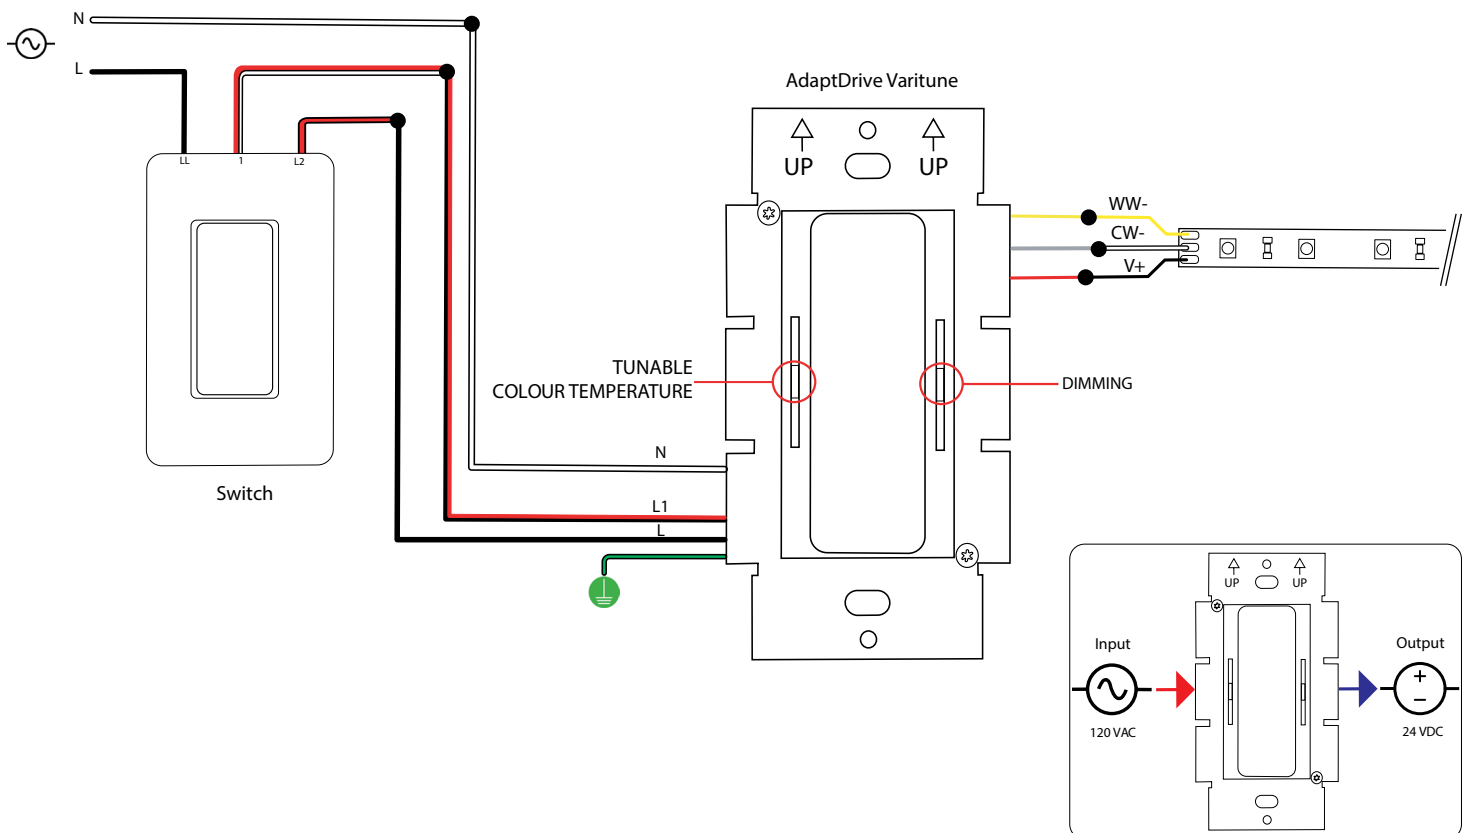 N
L
LL
1
L2
Switch
AdaptDrive Varitune
UP
UP
WW-
CW-
V+
TUNABLE
COLOUR TEMPERATURE
DIMMING
N
L1
L
UP
UP
Input
Output
+
−
120 VAC
24 VDC